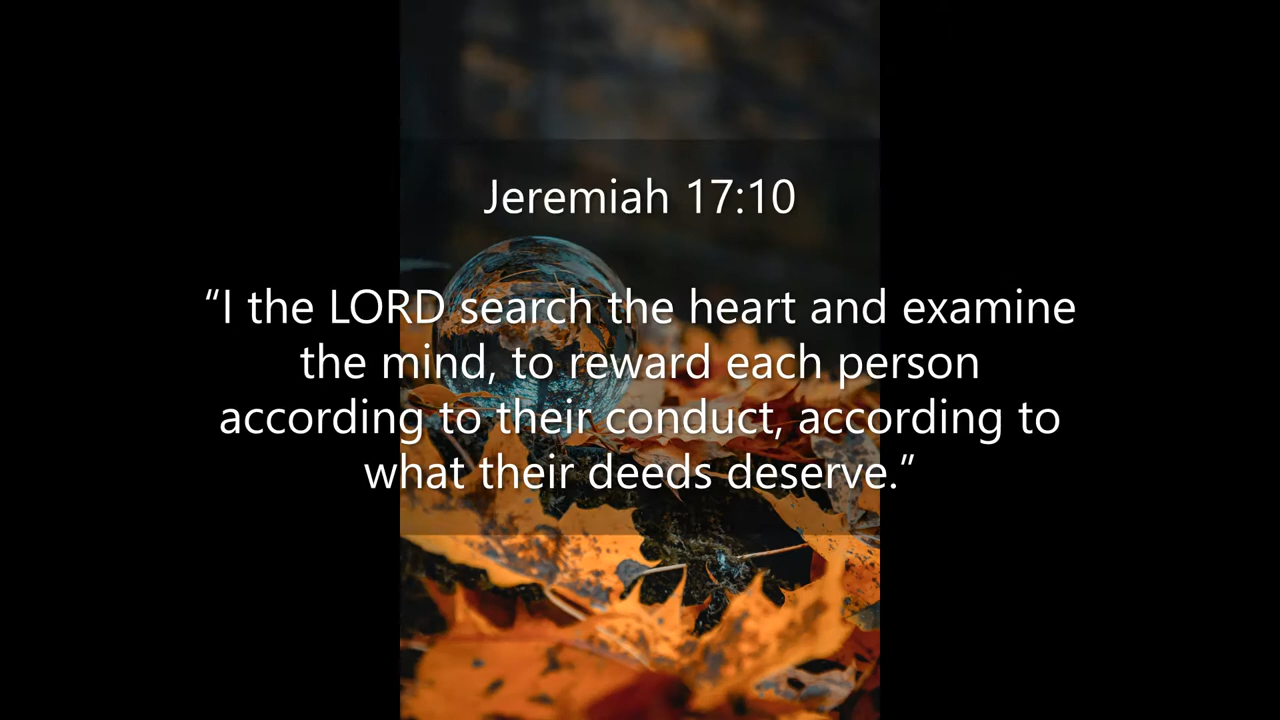 Jeremiah 17:10
“I the LORD search the heart and examine
the mind, to reward each person
according to their conduct, according to
what their deeds deserve.”